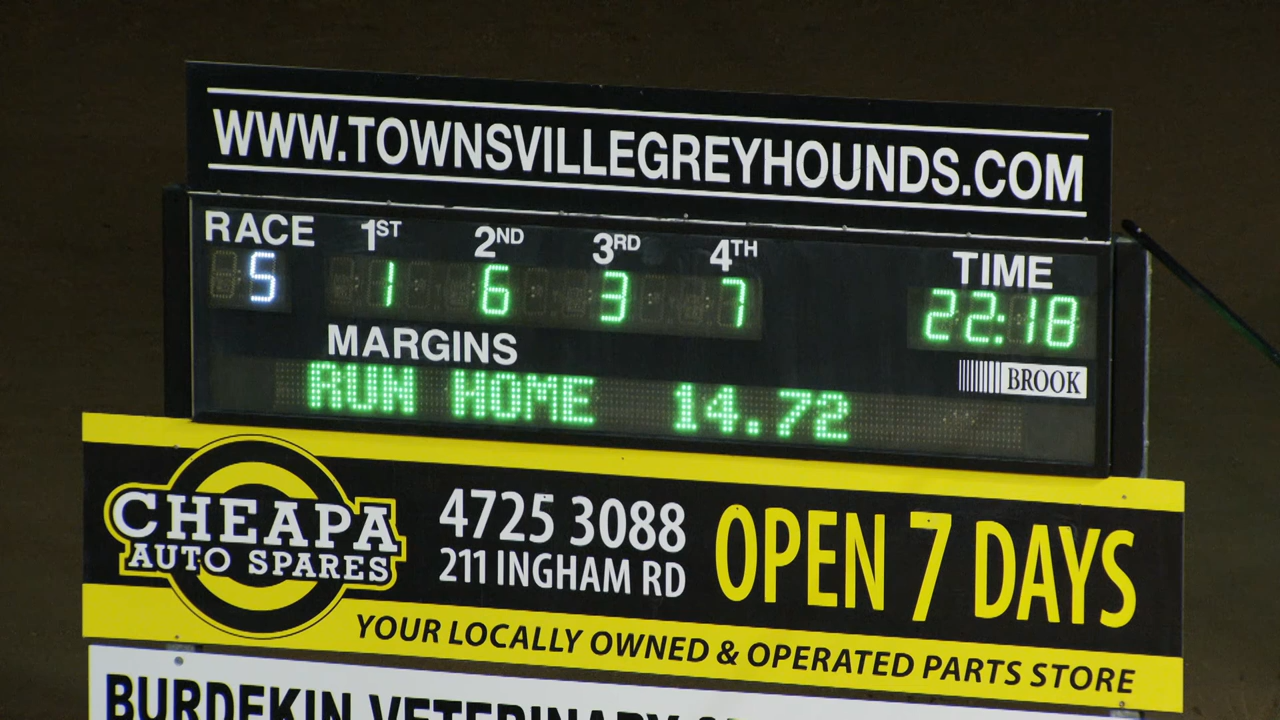 WWW.TOWNSVILLEGREYHOUNDS.COM
RACE 1ST 2ND 3RD 4TH TIME
5 1 6 3 7 22:18
MARGINS
BROOK
RUN HOME 14.72
CHEAPA
AUTO SPARES
4725 3088
211 INGHAM RD
OPEN 7 DAYS
YOUR LOCALLY OWNED & OPERATED PARTS STORE
BURDEKIN VETERINARY